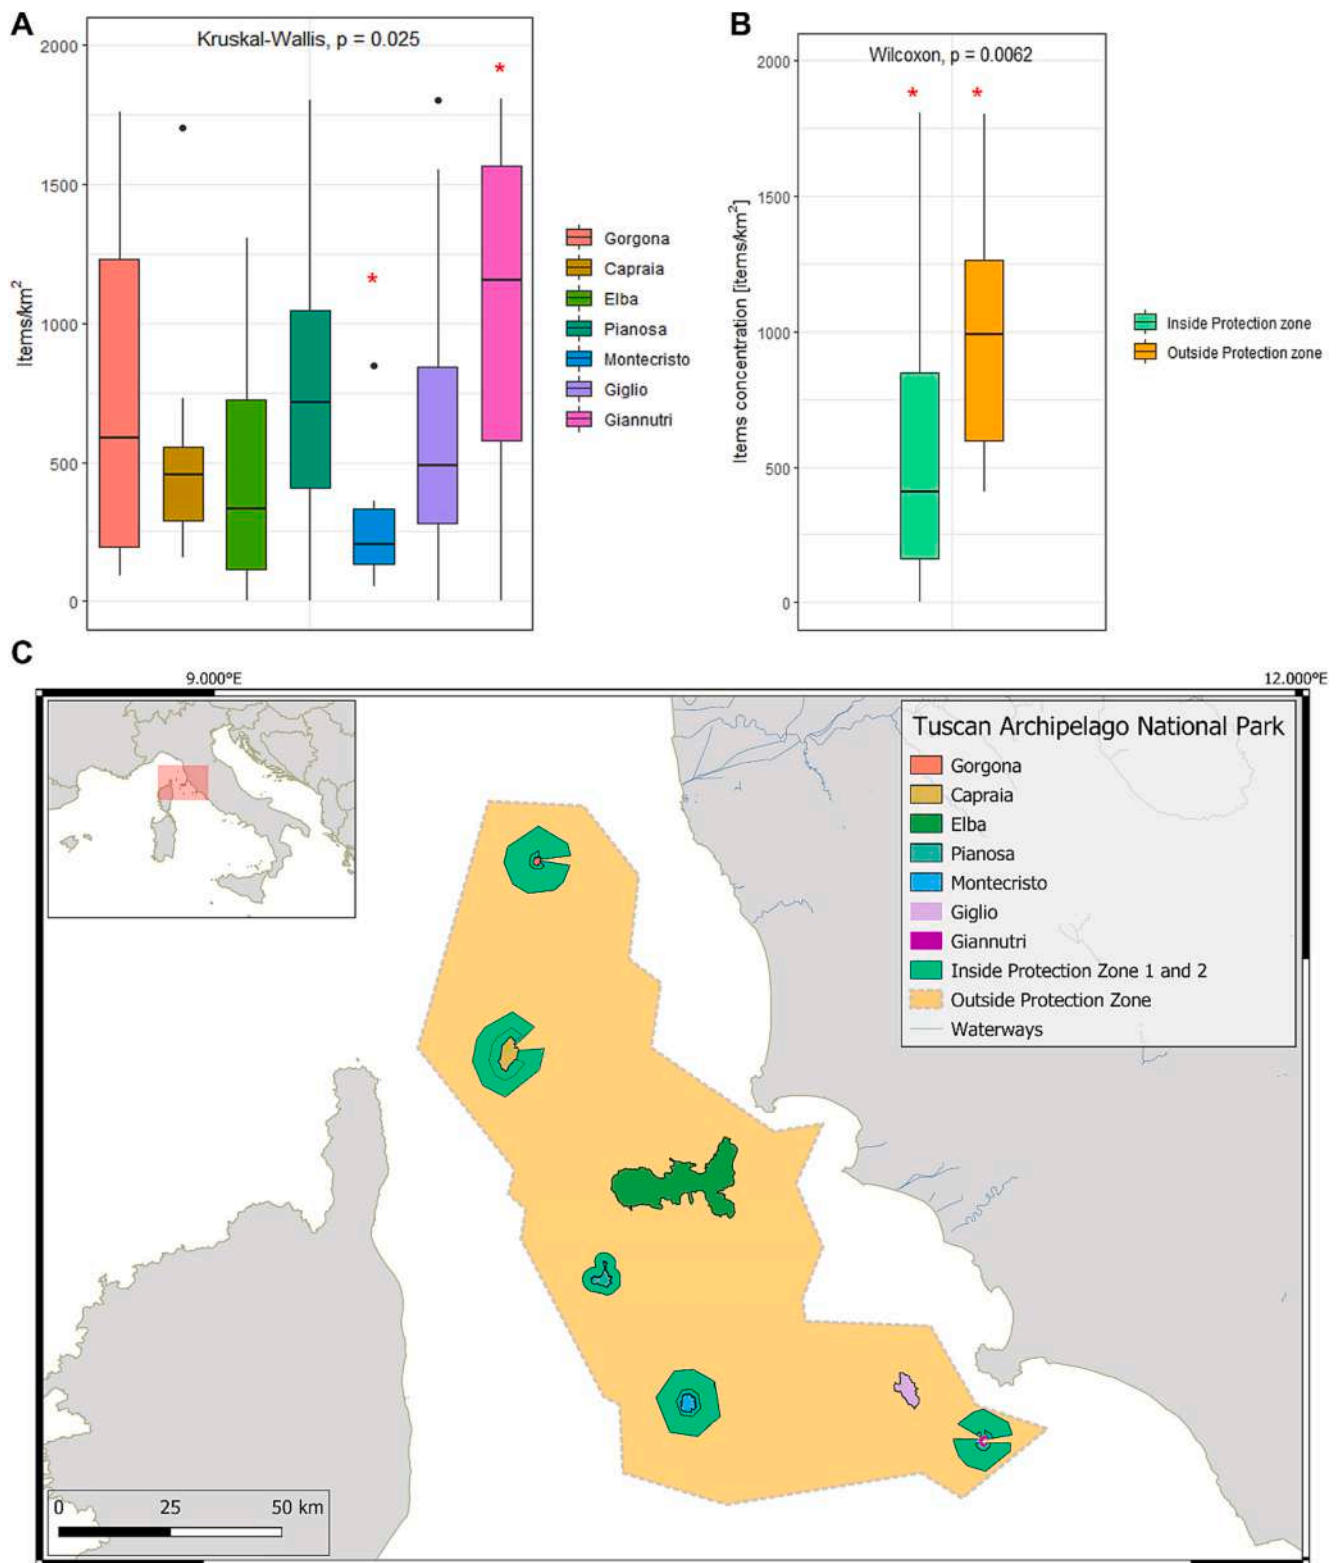 A
Kruskal-Wallis, p = 0.025
2000
1500
1000
500
0
Items/km²
*
*
Gorgona
Capraia
Elba
Pianosa
Montecristo
Giglio
Giannutri
B
Wilcoxon, p = 0.0062
2000
1500
1000
500
0
Items concentration [items/km²]
* *
Inside Protection zone
Outside Protection zone
C
9.000°E
12.000°E
Tuscan Archipelago National Park
Gorgona
Capraia
Elba
Pianosa
Montecristo
Giglio
Giannutri
Inside Protection Zone 1 and 2
Outside Protection Zone
Waterways
0 25 50 km